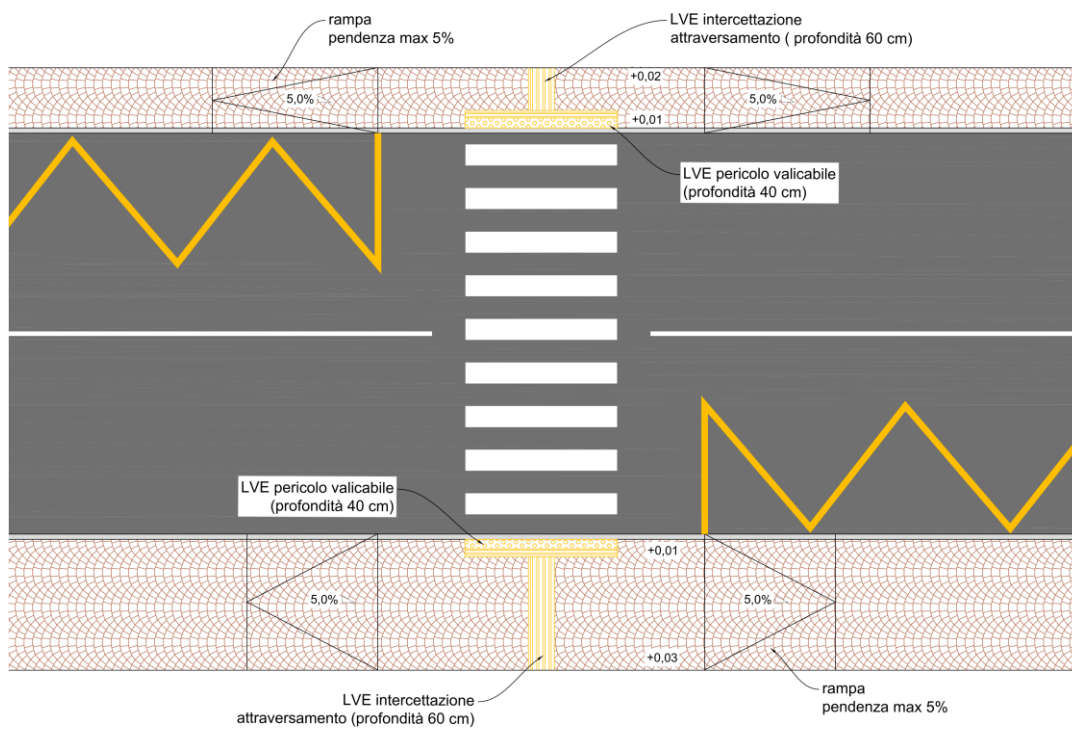 rampa
pendenza max 5%
LVE intercettazione
attraversamento ( profondità 60 cm)
+0,02
5,0%
5,0%
+0,01
LVE pericolo valicabile
(profondità 40 cm)
LVE pericolo valicabile
(profondità 40 cm)
+0,01
5,0%
5,0%
+0,03
LVE intercettazione
attraversamento (profondità 60 cm)
rampa
pendenza max 5%